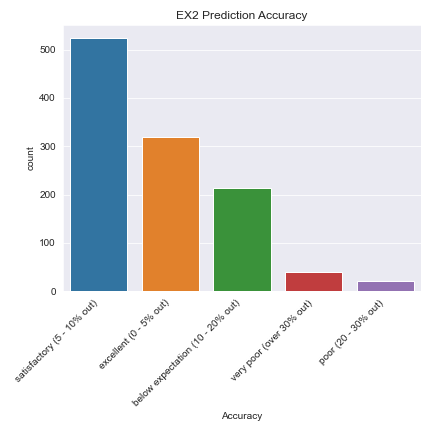 EX2 Prediction Accuracy
500
400
300
200
100
0
count
satisfactory (5 - 10% out)
excellent (0 - 5% out)
below expectation (10 - 20% out)
very poor (over 30% out)
poor (20 - 30% out)
Accuracy